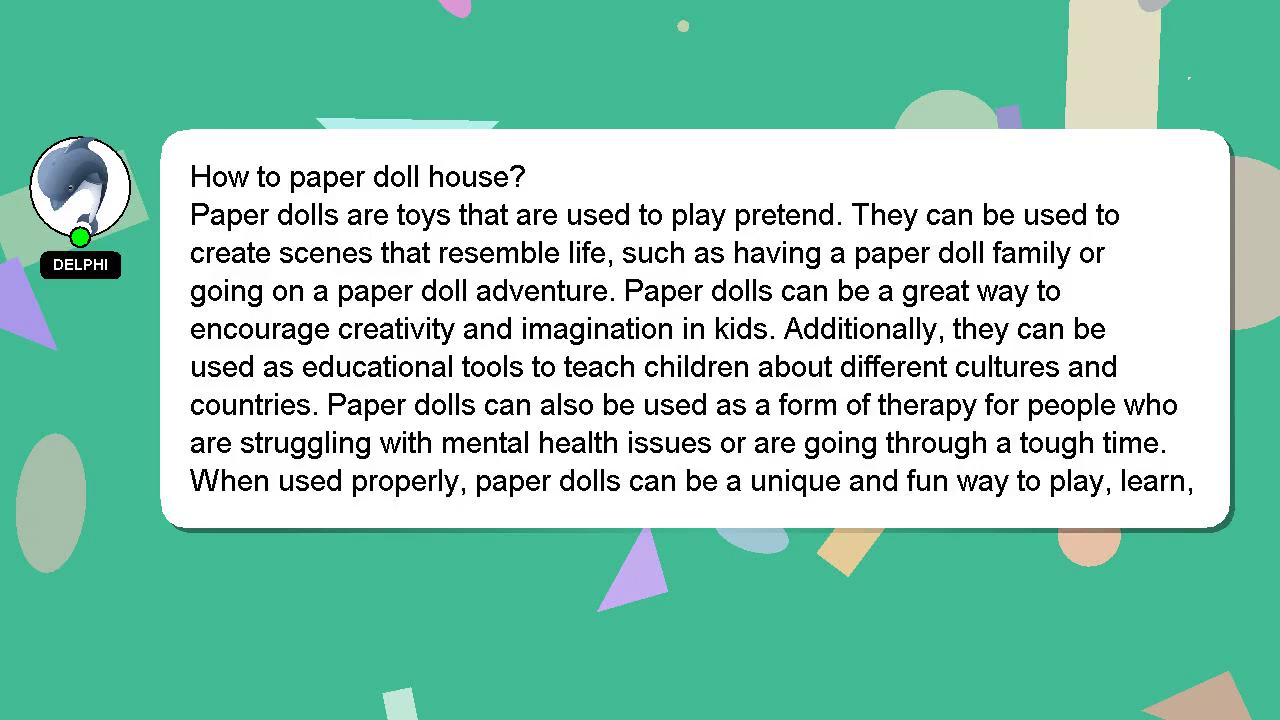 DELPHI
How to paper doll house?
Paper dolls are toys that are used to play pretend. They can be used to
create scenes that resemble life, such as having a paper doll family or
going on a paper doll adventure. Paper dolls can be a great way to
encourage creativity and imagination in kids. Additionally, they can be
used as educational tools to teach children about different cultures and
countries. Paper dolls can also be used as a form of therapy for people who
are struggling with mental health issues or are going through a tough time.
When used properly, paper dolls can be a unique and fun way to play, learn,